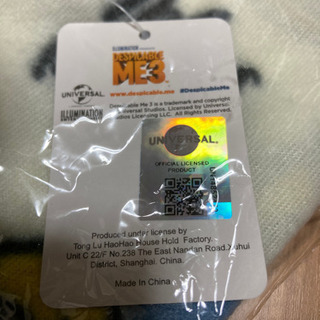 ILLUMINATION PRESENTS
DESPICABLE
ME3
www.despicable.me #DespicableMe
UNIVERSAL
ILLUMINATION
Despicable Me 3 is a trademark and copyright
Universal Studios. Licensed by Universal
Studios Licensing LLC. All Rights Reserved.
UNIVERSAL
OFFICIAL LICENSED
PRODUCT
Produced under license by
Tong Lu HaoHao House Hold Factory.
Unit C 22/F No.238 The East Nandan Road.Xuhui
District, Shanghai. China.
Made In China